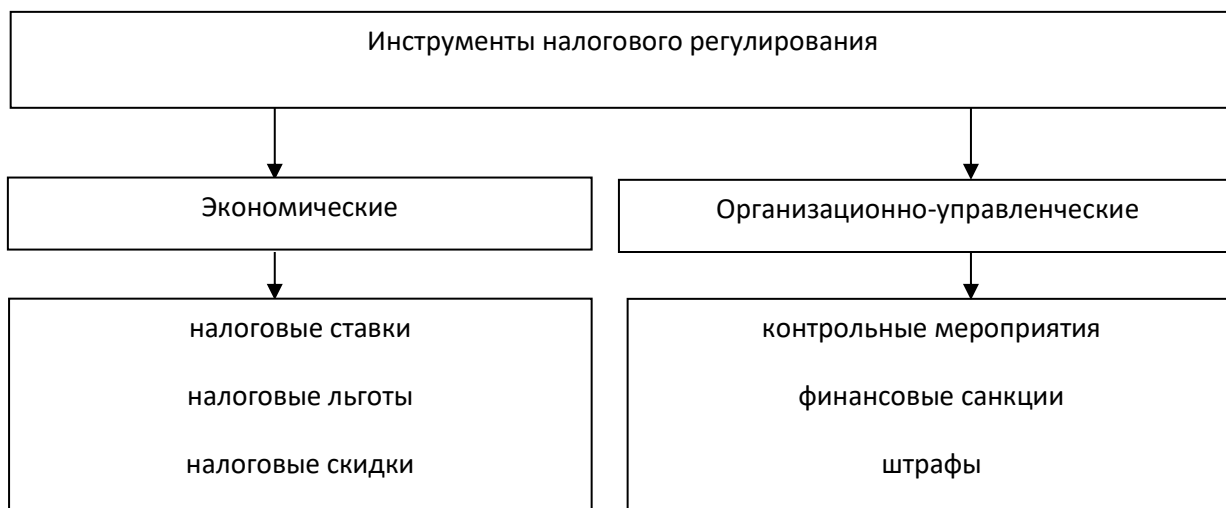 Инструменты налогового регулирования
Экономические
Организационно-управленческие
налоговые ставки
налоговые льготы
налоговые скидки
контрольные мероприятия
финансовые санкции
штрафы